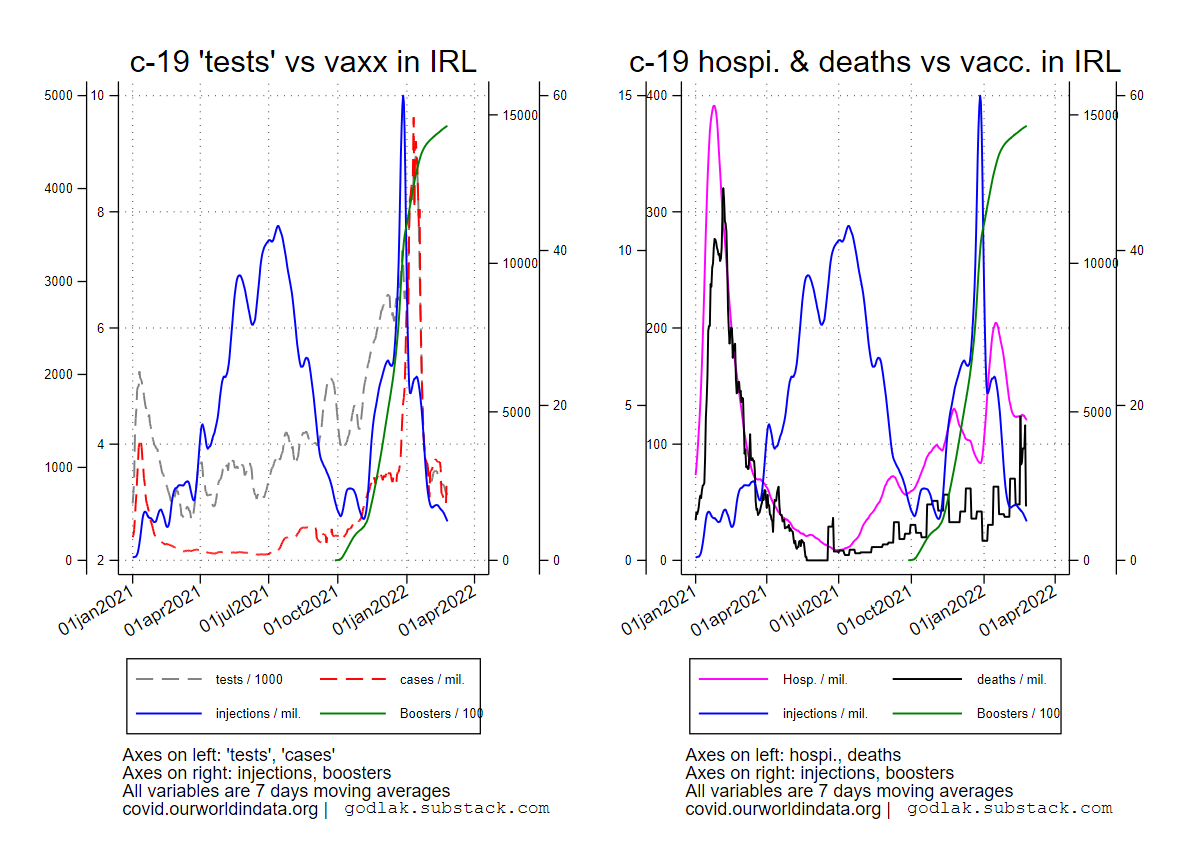 c-19 'tests' vs vaxx in IRL
5000
4000
3000
2000
1000
0
10
8
6
4
2
15000
10000
5000
0
60
40
20
0
01jan2021
01apr2021
01jul2021
01oct2021
01jan2022
01apr2022
tests / 1000
cases / mil.
injections / mil.
Boosters / 100
Axes on left: 'tests', 'cases'
Axes on right: injections, boosters
All variables are 7 days moving averages
covid.ourworldindata.org | godlak.substack.com
c-19 hospi. & deaths vs vacc. in IRL
15
10
5
0
400
300
200
100
0
15000
10000
5000
0
60
40
20
0
01jan2021
01apr2021
01jul2021
01oct2021
01jan2022
01apr2022
Hosp. / mil.
deaths / mil.
injections / mil.
Boosters / 100
Axes on left: hospi., deaths
Axes on right: injections, boosters
All variables are 7 days moving averages
covid.ourworldindata.org | godlak.substack.com